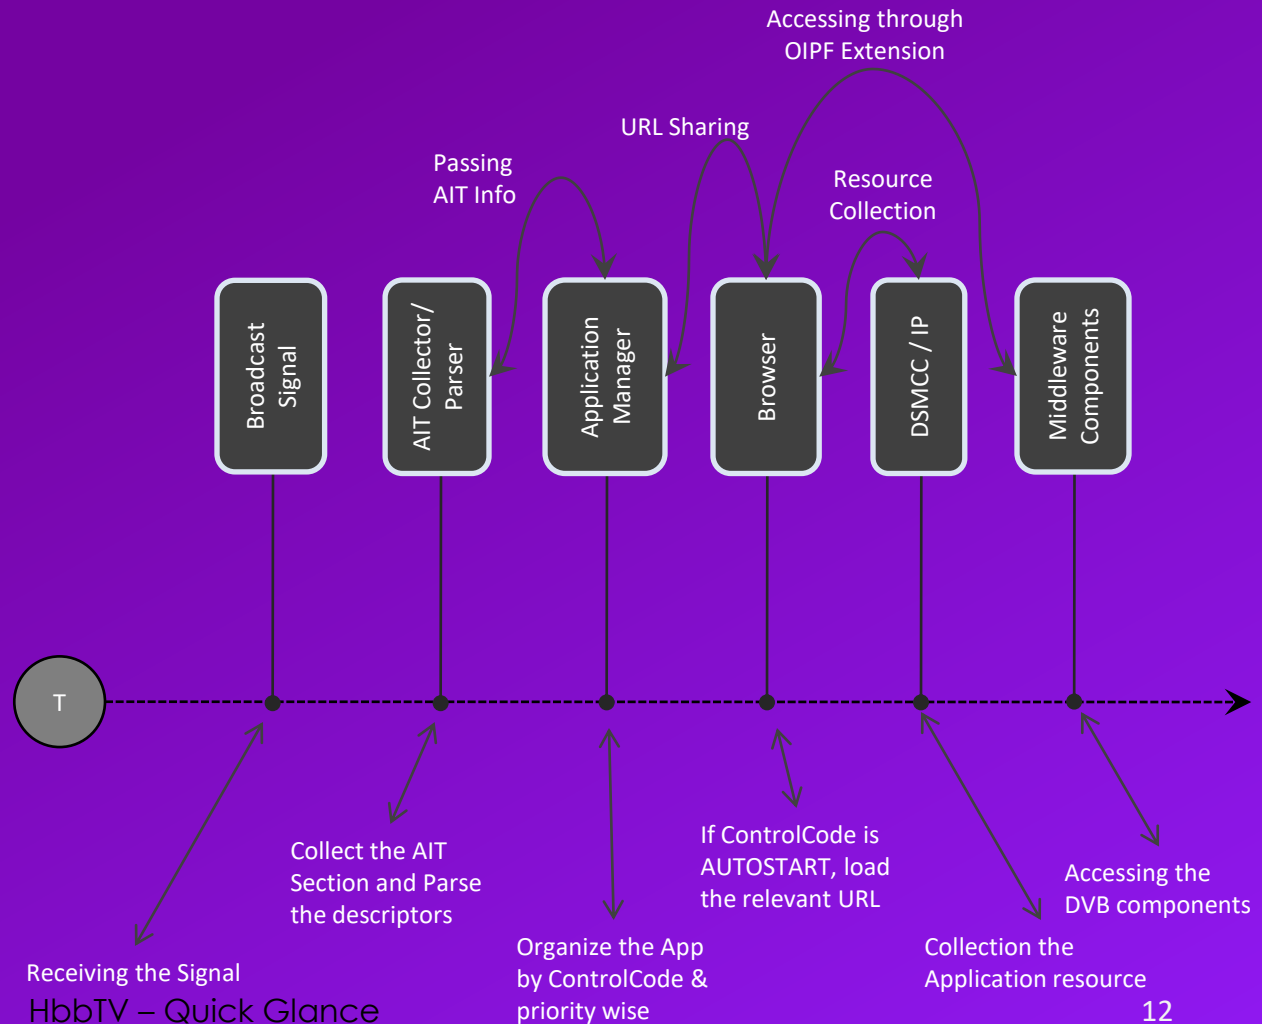 Accessing through
OIPF Extension
URL Sharing
Passing
AIT Info
Resource
Collection
Broadcast
Signal
AIT Collector/
Parser
Application
Manager
Browser
DSMCC / IP
Middleware
Components
T
Collect the AIT
Section and Parse
the descriptors
If ControlCode is
AUTOSTART, load
the relevant URL
Accessing the
DVB components
Receiving the Signal
Organize the App
by ControlCode &
priority wise
Collection the
Application resource
HbbTV – Quick Glance
12